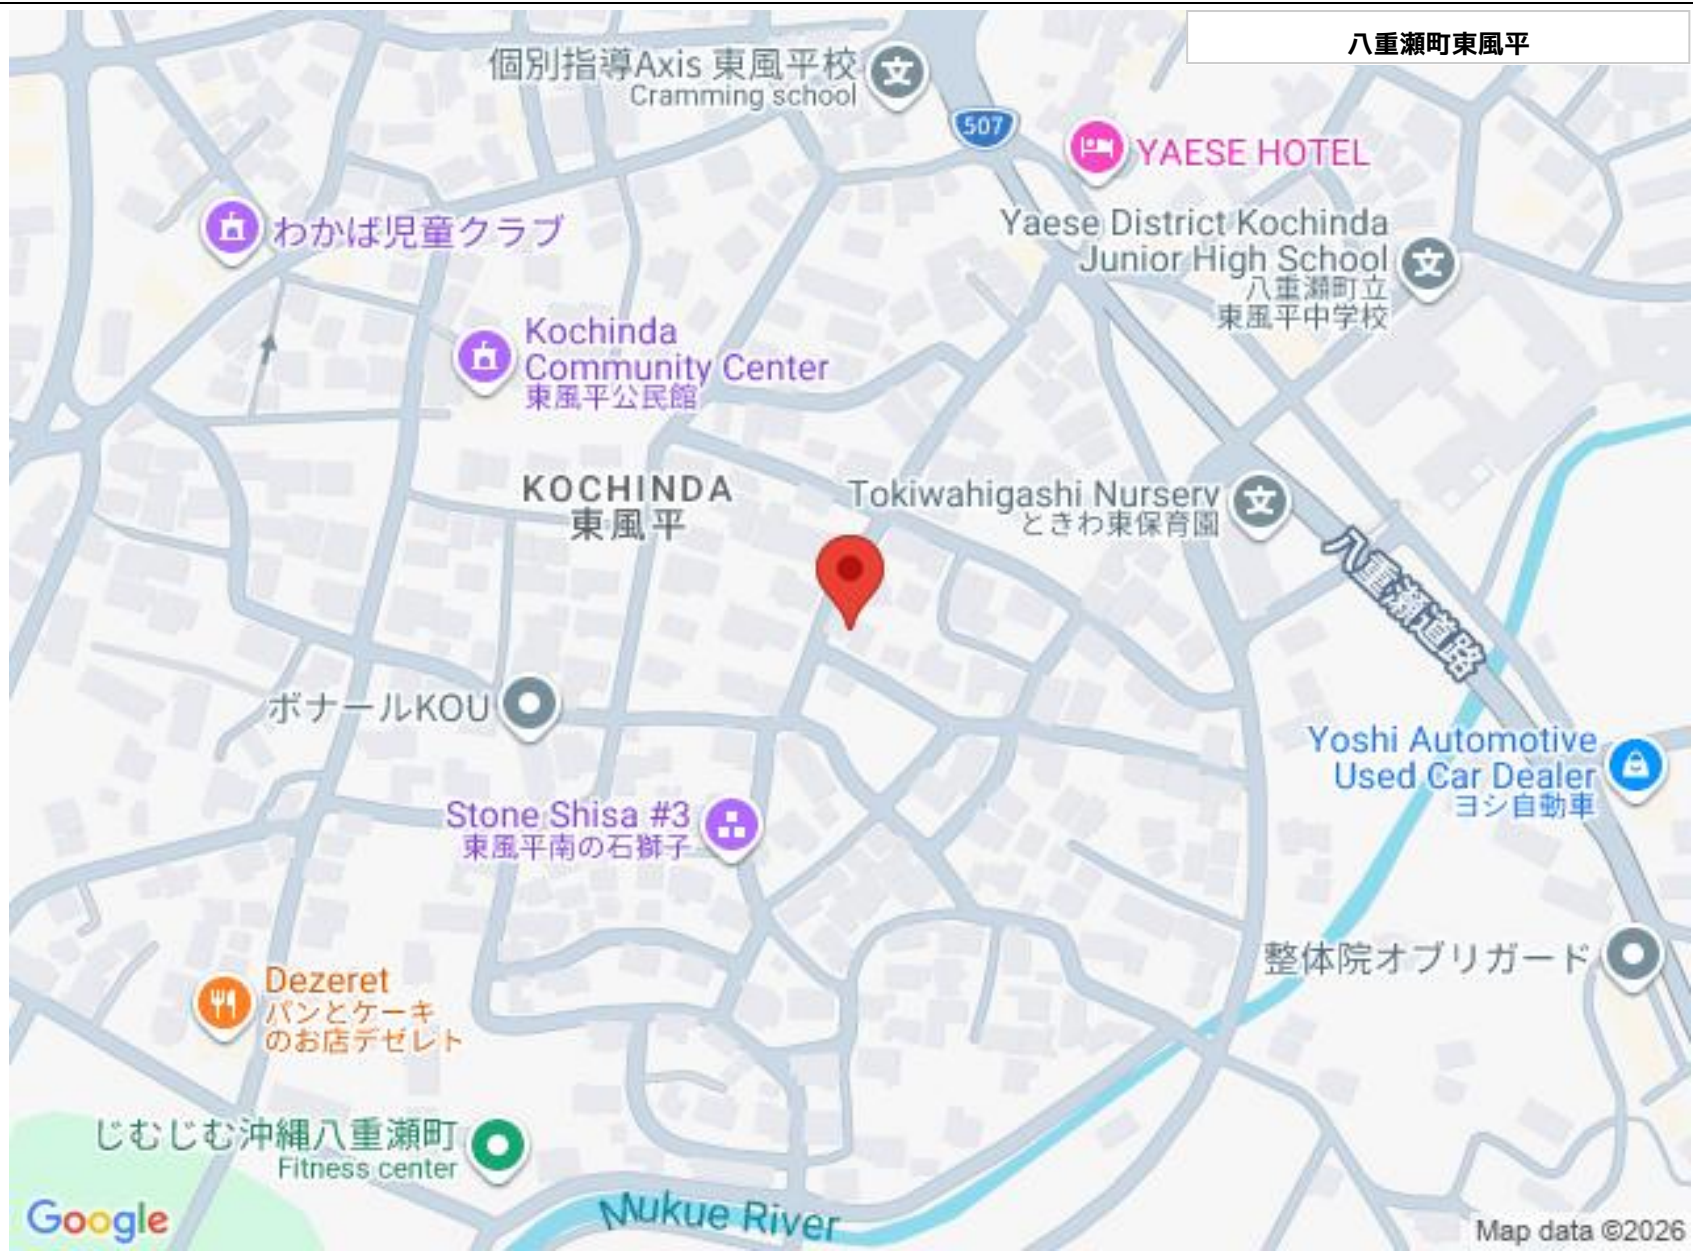 八重瀬町東風平
個別指導Axis 東風平校
Cramming school
507
YAESE HOTEL
わかば児童クラブ
Yaese District Kochinda
Junior High School
八重瀬町立
東風平中学校
Kochinda
Community Center
東風平公民館
KOCHINDA
東風平
Tokiwahigashi Nurserv
ときわ東保育園
八重瀬道路
ボナールKOU
Yoshi Automotive
Used Car Dealer
ヨシ自動車
Stone Shisa #3
東風平南の石獅子
整体院オブリガード
Dezeret
パンとケーキ
のお店デゼレト
じむじむ沖縄八重瀬町
Fitness center
Mukue River
Google
Map data ©2026